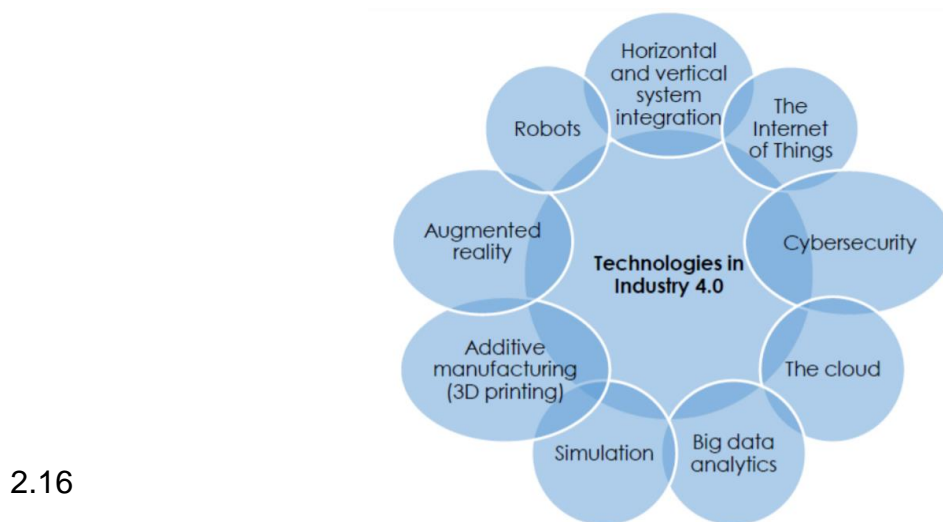 Horizontal
and vertical
system
integration
The
Internet
of Things
Cybersecurity
The cloud
Big data
analytics
Simulation
Additive
manufacturing
(3D printing)
Augmented
reality
Robots
Technologies in
Industry 4.0
2.16